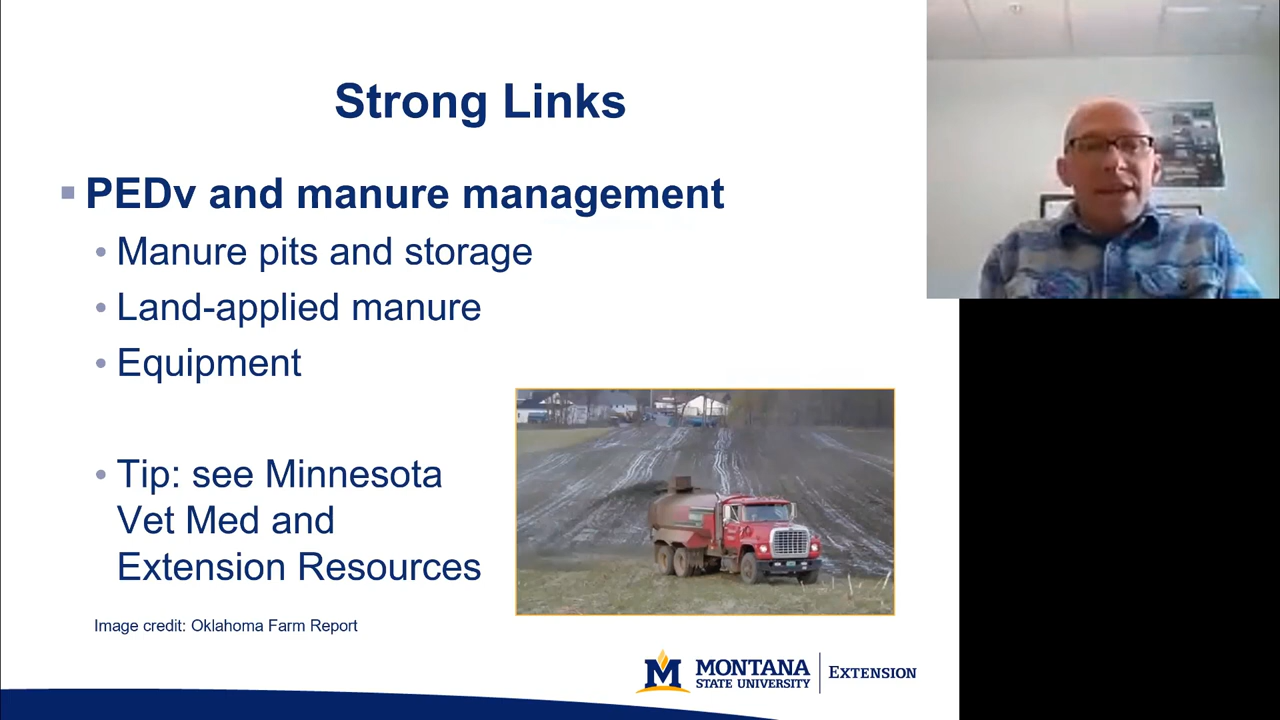 Strong Links
PEDv and manure management
Manure pits and storage
Land-applied manure
Equipment
Tip: see Minnesota
Vet Med and
Extension Resources
Image credit: Oklahoma Farm Report
M MONTANA
STATE UNIVERSITY
EXTENSION